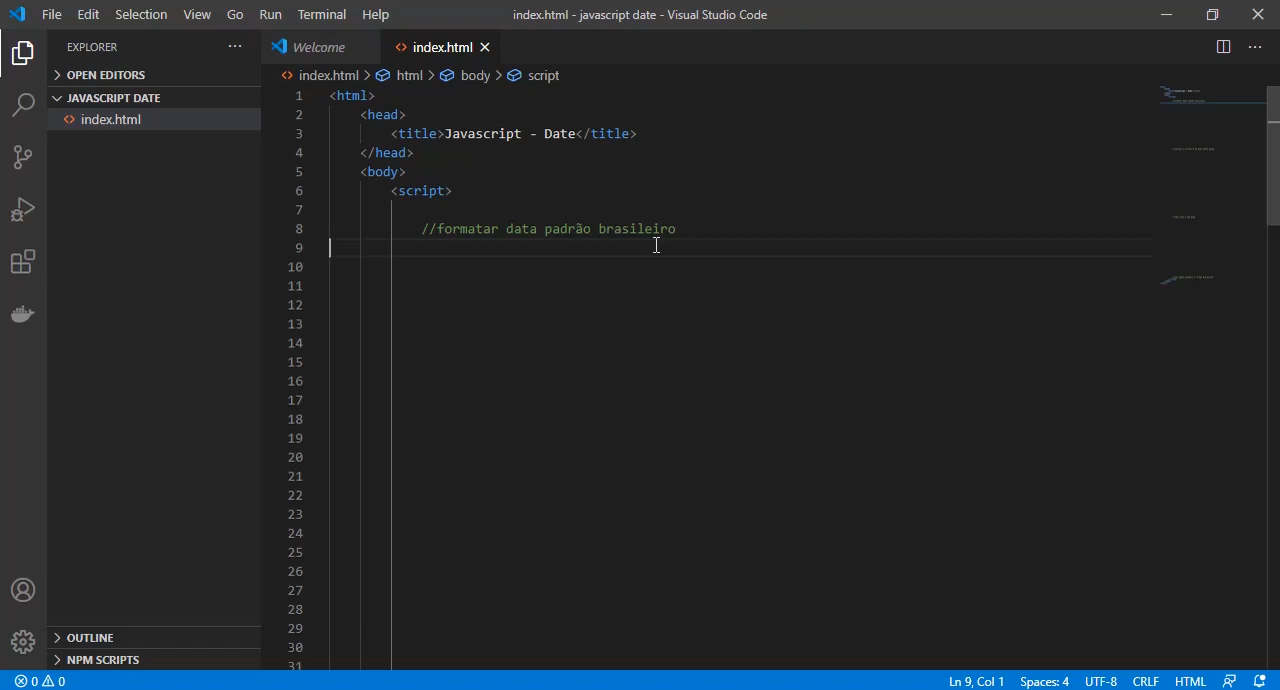 File Edit Selection View Go Run Terminal Help index.html - javascript date - Visual Studio Code
EXPLORER ...
OPEN EDITORS
JAVASCRIPT DATE
index.html
OUTLINE
NPM SCRIPTS
Welcome index.html
index.html > html > body > script
1 <html>
2 <head>
3 <title>Javascript - Date</title>
4 </head>
5 <body>
6 <script>
7
8 //formatar data padrão brasileiro
9
10
11
12
13
14
15
16
17
18
19
20
21
22
23
24
25
26
27
28
29
30
31
0 0 Ln 9, Col 1 Spaces: 4 UTF-8 CRLF HTML